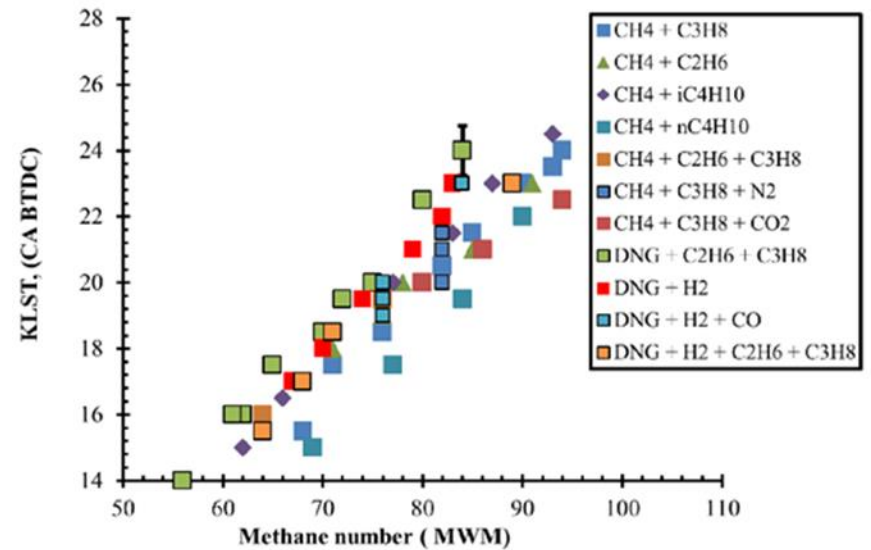 28
26
24
22
20
18
16
14
KLST, (CA BTDC)
50
60
70
80
90
100
110
Methane number ( MWM)
CH4 + C3H8
CH4 + C2H6
CH4 + iC4H10
CH4 + nC4H10
CH4 + C2H6 + C3H8
CH4 + C3H8 + N2
CH4 + C3H8 + CO2
DNG + C2H6 + C3H8
DNG + H2
DNG + H2 + CO
DNG + H2 + C2H6 + C3H8